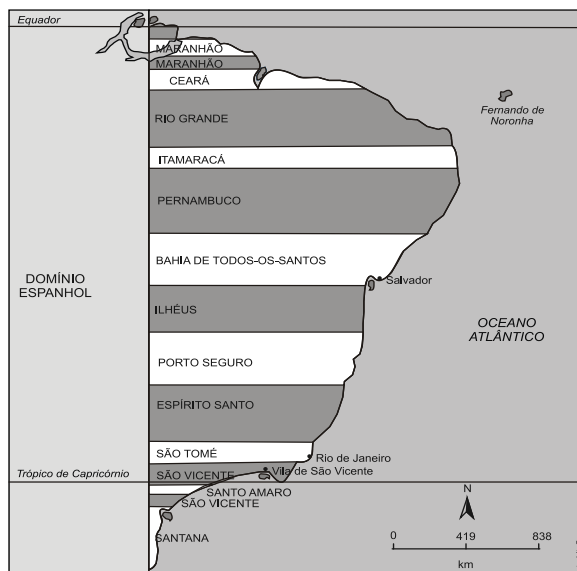 Equador
MARANHÃO
MARANHÃO
CEARÁ
RIO GRANDE
Fernando de
Noronha
ITAMARACÁ
PERNAMBUCO
BAHIA DE TODOS-OS-SANTOS
Salvador
DOMÍNIO
ESPANHOL
ILHÉUS
OCEANO
ATLÂNTICO
PORTO SEGURO
ESPÍRITO SANTO
SÃO TOMÉ
Rio de Janeiro
Trópico de Capricórnio
SÃO VICENTE
Vila de São Vicente
SANTO AMARO
SÃO VICENTE
SANTANA
N
0 419 838
km